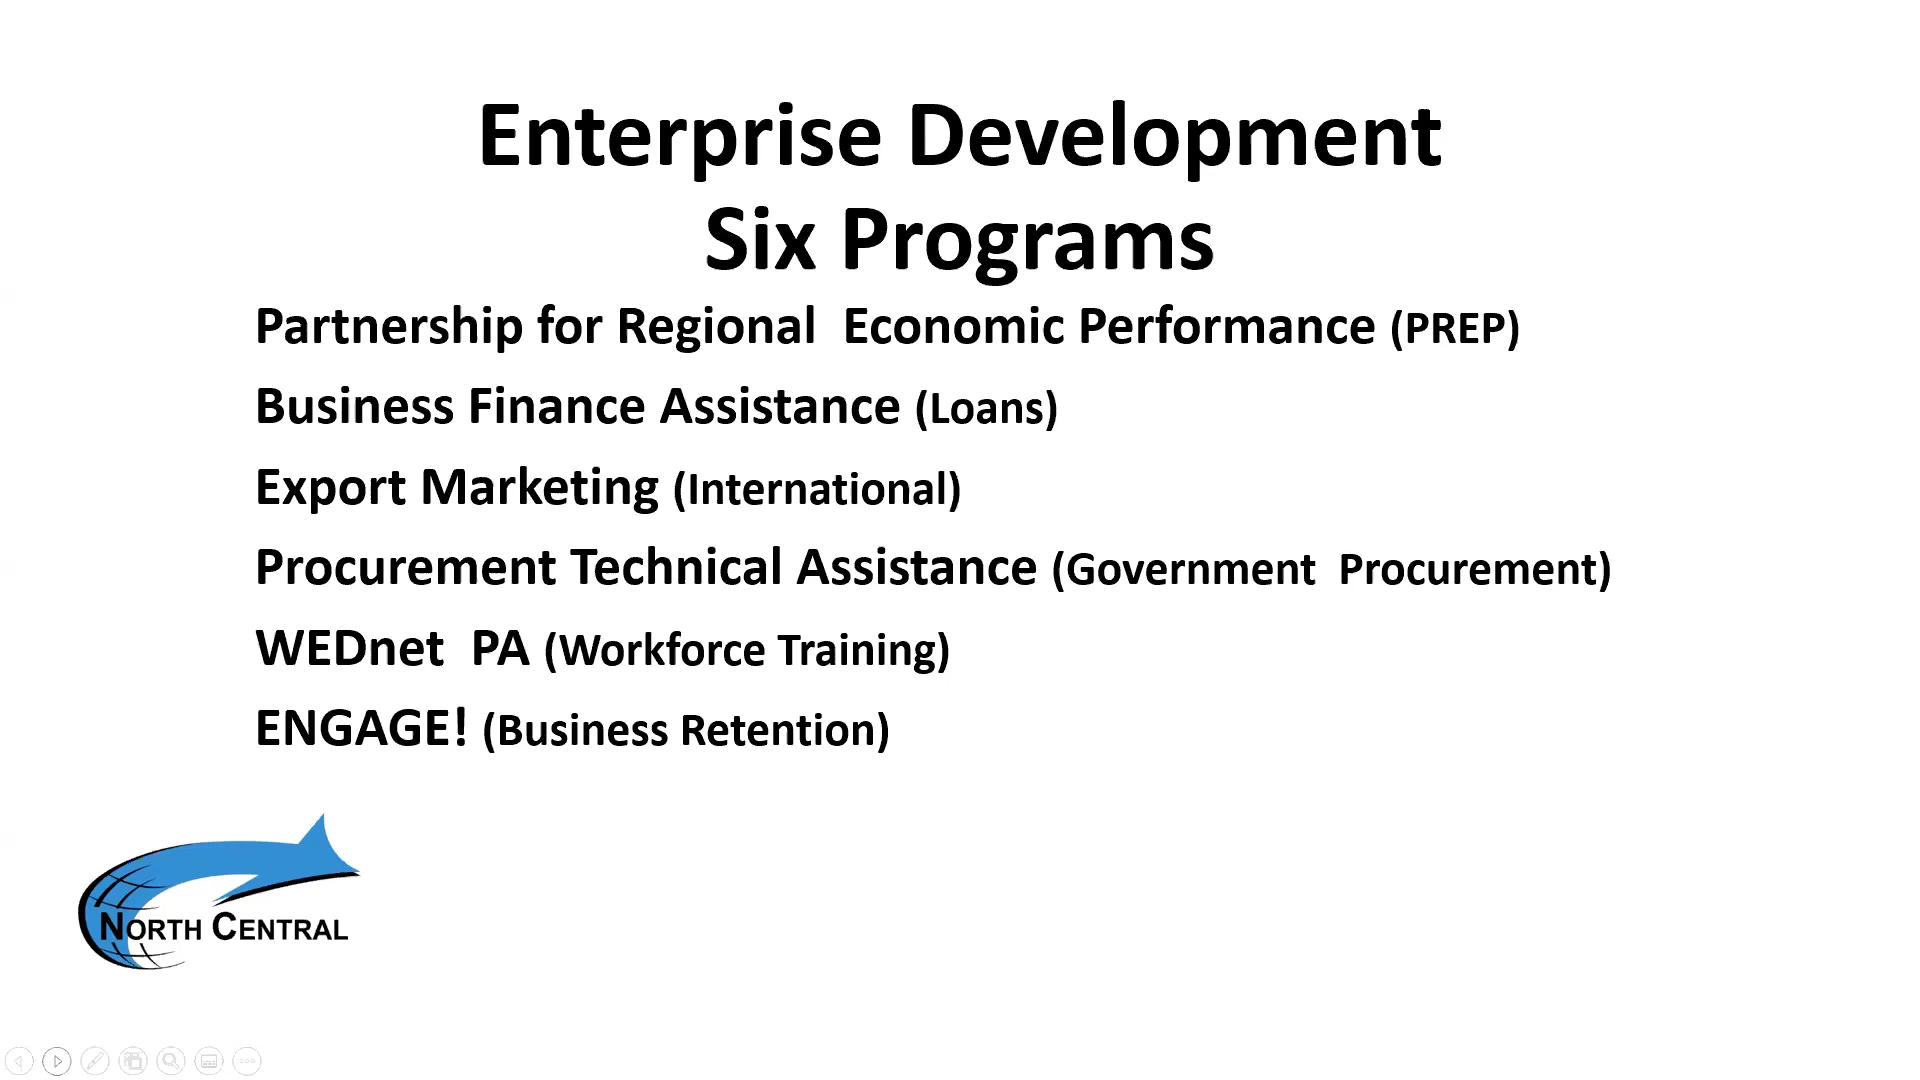 Enterprise Development
Six Programs
Partnership for Regional  Economic Performance (PREP)
Business Finance Assistance (Loans)
Export Marketing (International)
Procurement Technical Assistance (Government  Procurement)
WEDnet  PA (Workforce Training)
ENGAGE! (Business Retention)
NORTH CENTRAL